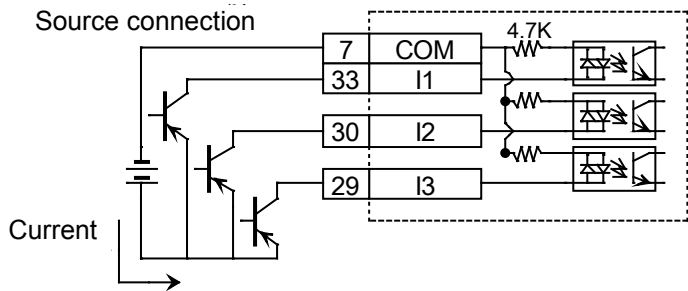 Source connection
4.7K
7 COM
33 I1
30 I2
29 I3
Current